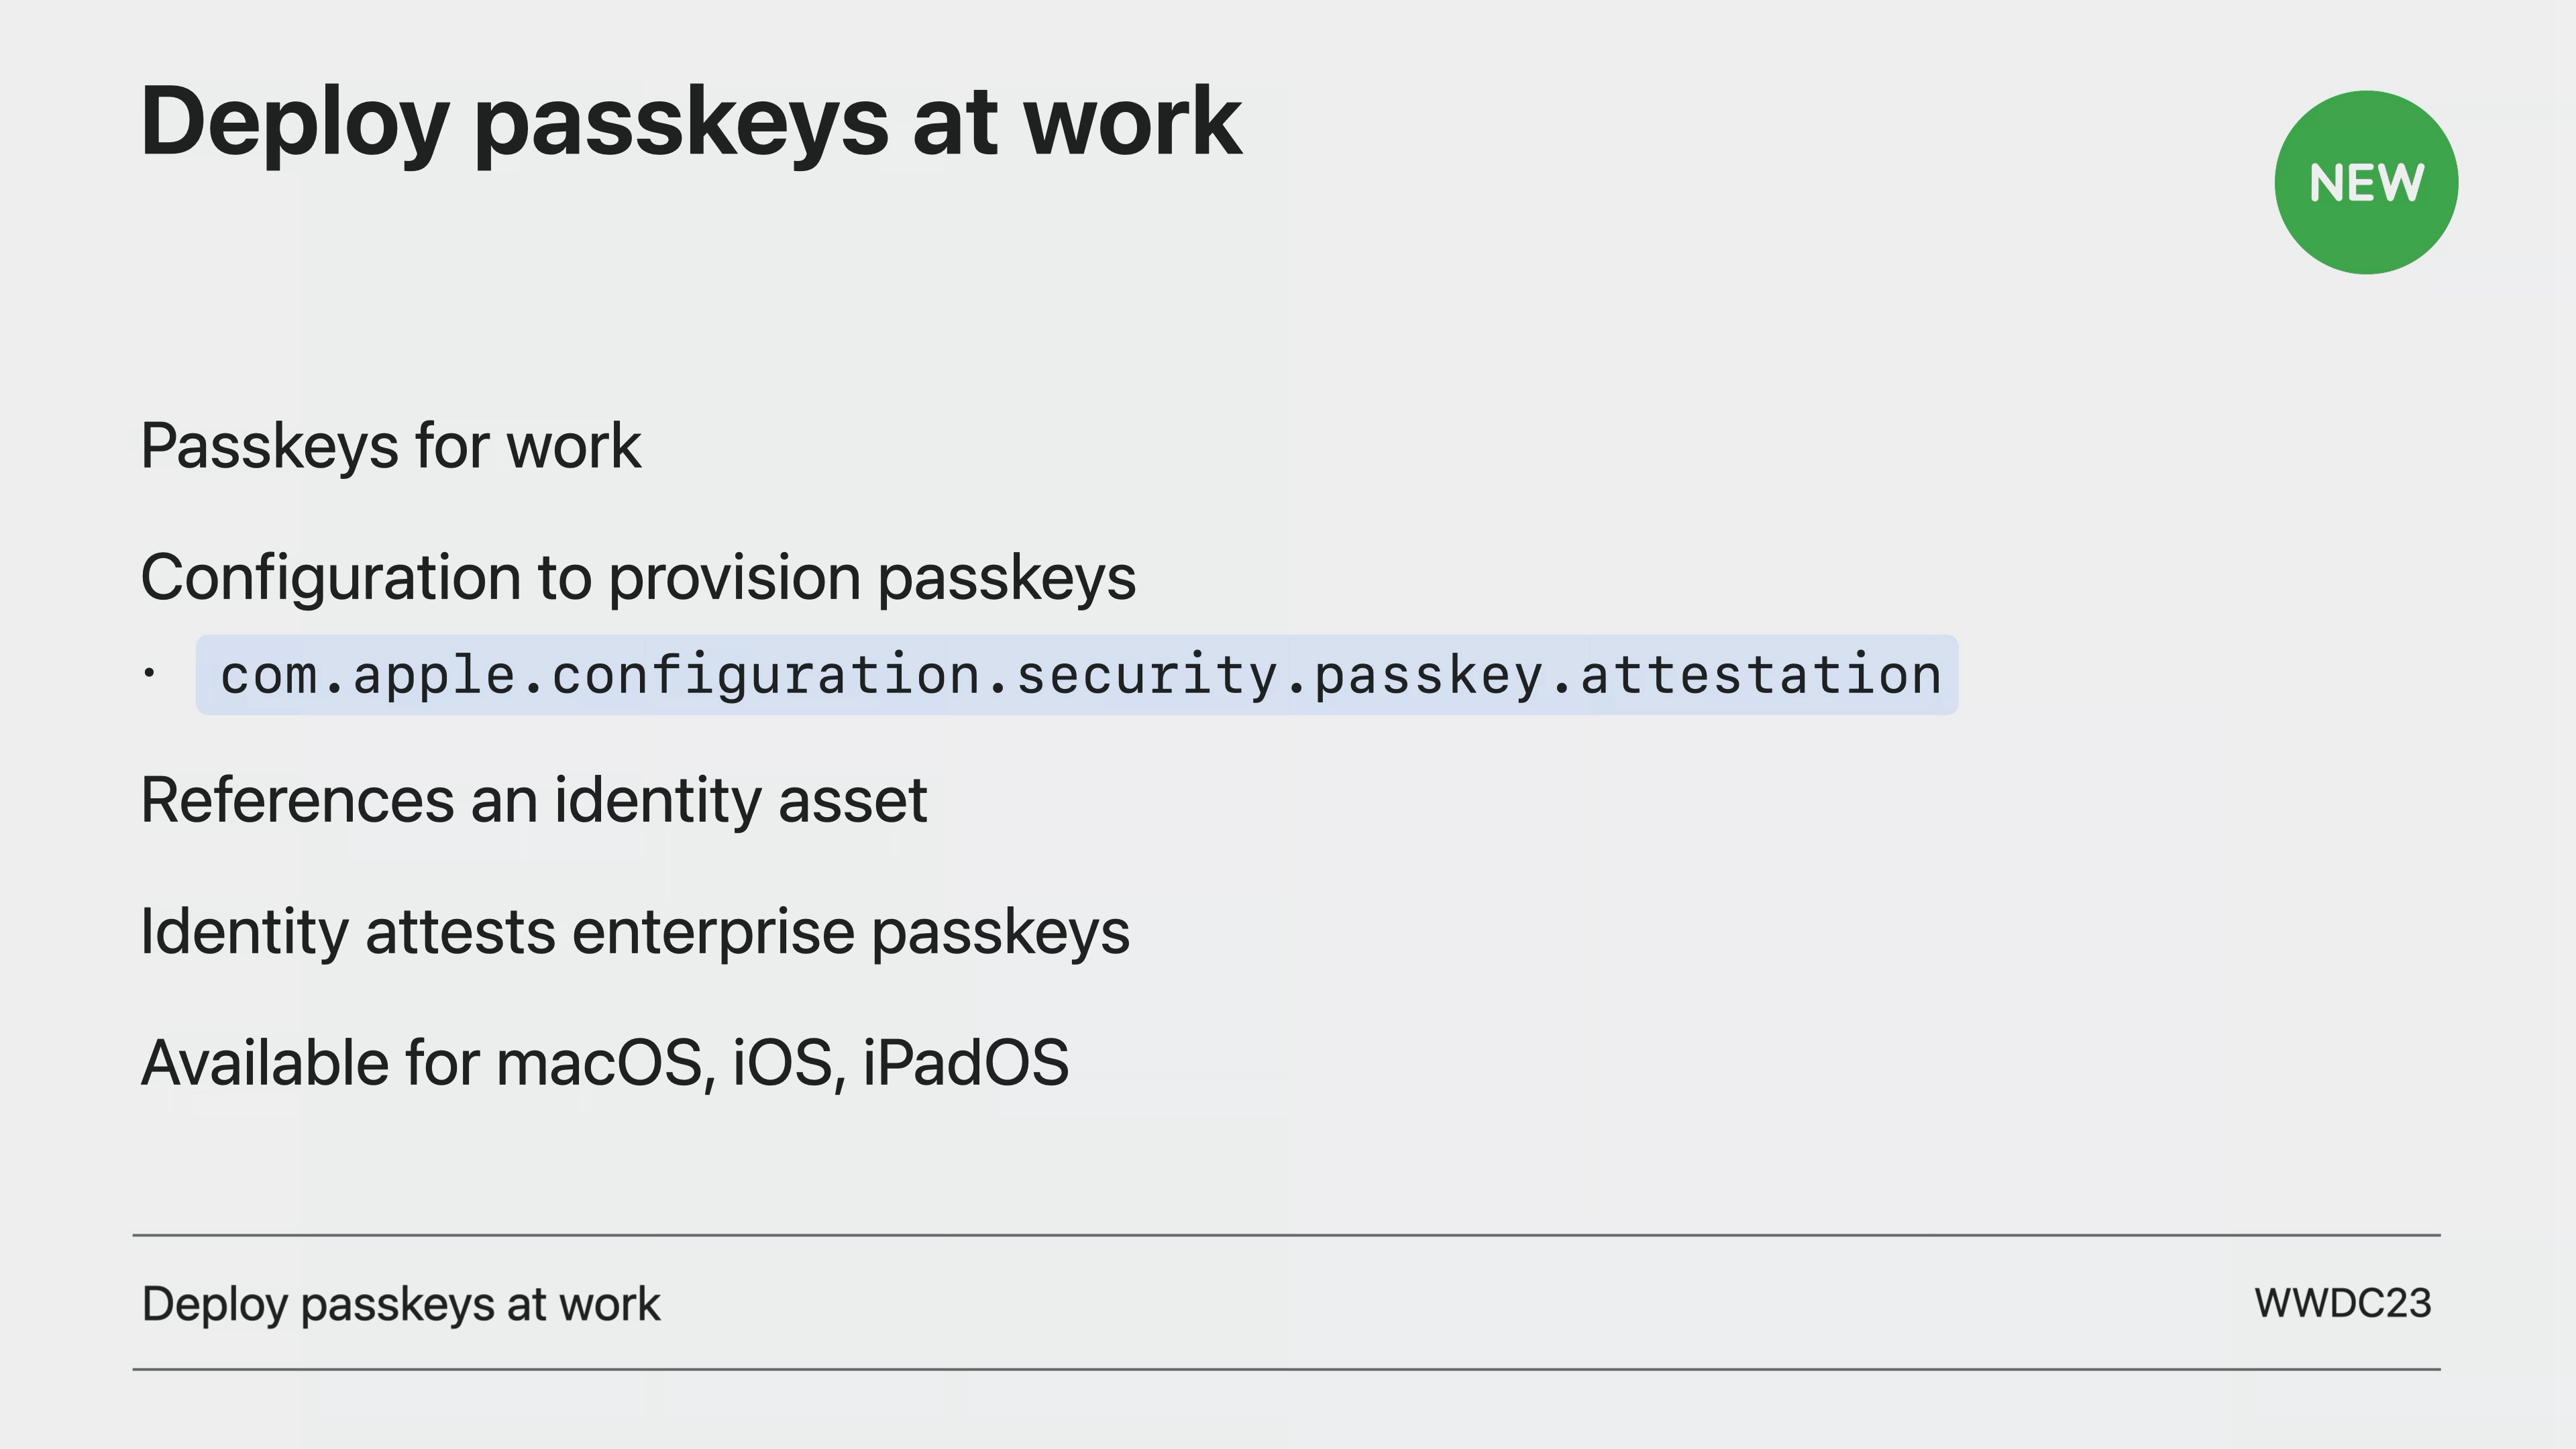 Deploy passkeys at work
NEW
Passkeys for work
Configuration to provision passkeys
• com.apple.configuration.security.passkey.attestation
References an identity asset
Identity attests enterprise passkeys
Available for macOS, iOS, iPadOS
Deploy passkeys at work
WWDC23